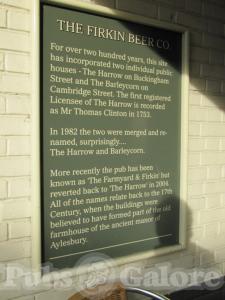 THE FIRKIN BEER CO.
For over two hundred years, this site
has incorporated two individual public
houses - The Harrow on Buckingham
Street and The Barleycorn on
Cambridge Street. The first registered
Licensee of The Harrow is recorded
as Mr Thomas Clinton in 1753.
In 1982 the two were merged and re-
named, surprisingly....
The Harrow and Barleycorn.
More recently the pub has been
known as 'The Farmyard & Firkin' but
reverted back to 'The Harrow' in 2004.
All of the names relate back to the 17th
Century, when the buildings were
believed to have formed part of the old
farmhouse of the ancient manor of
Aylesbury.
Pubs Galore